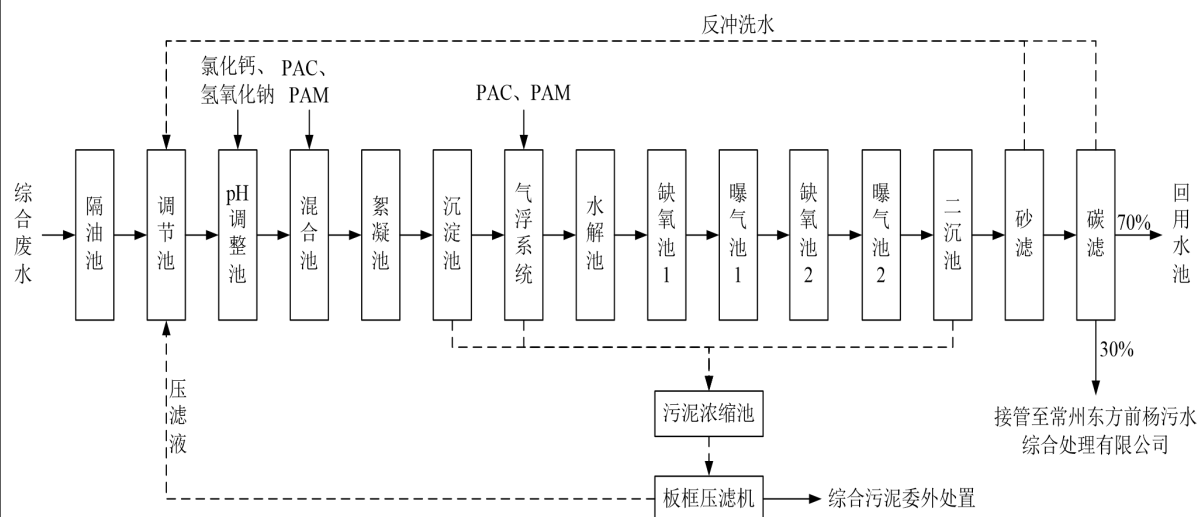 反冲洗水
氯化钙、
氢氧化钠
PAC、
PAM
PAC、PAM
综合废水
隔油池
调节池
pH调整池
混合池
絮凝池
沉淀池
气浮系统
水解池
缺氧池1
曝气池1
缺氧池2
曝气池2
二沉池
砂滤
碳滤
70%
回用水池
30%
接管至常州东方前杨污水
综合处理有限公司
压滤液
污泥浓缩池
板框压滤机
综合污泥委外处置